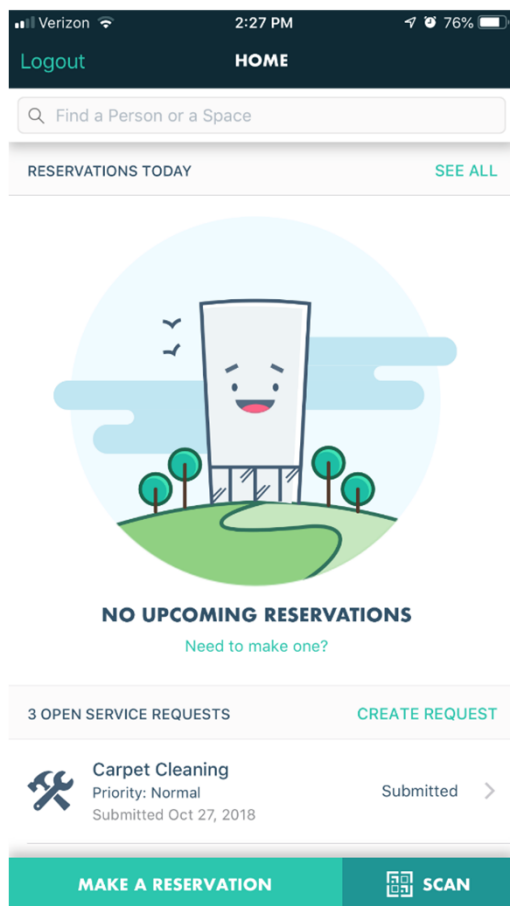 Verizon 2:27 PM 76%
Logout HOME
Find a Person or a Space
RESERVATIONS TODAY SEE ALL
NO UPCOMING RESERVATIONS
Need to make one?
3 OPEN SERVICE REQUESTS CREATE REQUEST
Carpet Cleaning
Priority: Normal Submitted
Submitted Oct 27, 2018
MAKE A RESERVATION SCAN